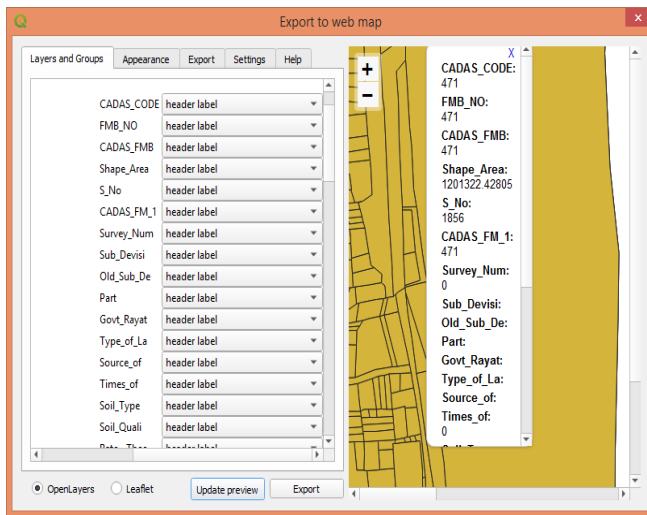 Export to web map
x
Layers and Groups Appearance Export Settings Help
CADAS_CODE header label
FMB_NO header label
CADAS_FMB header label
Shape_Area header label
S_No header label
CADAS_FM_1 header label
Survey_Num header label
Sub_Devisi header label
Old_Sub_De header label
Part header label
Govt_Rayat header label
Type_of_La header label
Source_of header label
Times_of header label
Soil_Type header label
Soil_Quali header label
OpenLayers Leaflet Update preview Export
+
−
X
CADAS_CODE:
471
FMB_NO:
471
CADAS_FMB:
471
Shape_Area:
1201322.42805
S_No:
1856
CADAS_FM_1:
471
Survey_Num:
0
Sub_Devisi:
Old_Sub_De:
Part:
Govt_Rayat:
Type_of_La:
Source_of:
Times_of:
0